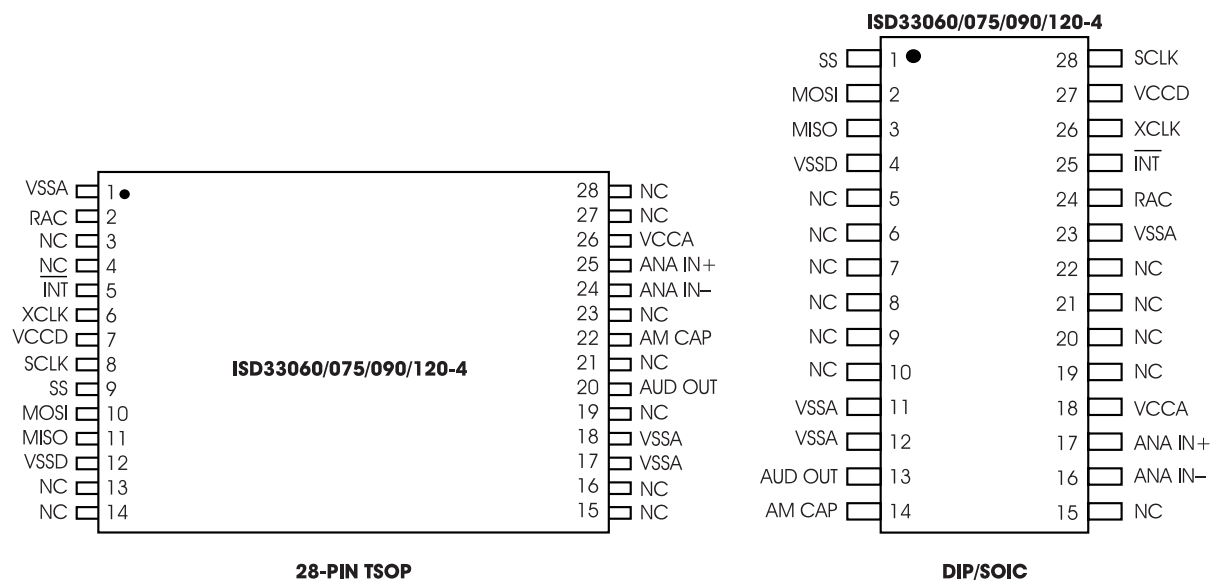 ISD33060/075/090/120-4
VSSA 1 28 NC
RAC 2 27 NC
NC 3 26 VCCA
NC 4 25 ANA IN+
INT 5 24 ANA IN–
XCLK 6 23 NC
VCCD 7 22 AM CAP
SCLK 8 21 NC
SS 9 20 AUD OUT
MOSI 10 19 NC
MISO 11 18 VSSA
VSSD 12 17 VSSA
NC 13 16 NC
NC 14 15 NC
28-PIN TSOP
ISD33060/075/090/120-4
SS 1 28 SCLK
MOSI 2 27 VCCD
MISO 3 26 XCLK
VSSD 4 25 INT
NC 5 24 RAC
NC 6 23 VSSA
NC 7 22 NC
NC 8 21 NC
NC 9 20 NC
NC 10 19 NC
VSSA 11 18 VCCA
VSSA 12 17 ANA IN+
AUD OUT 13 16 ANA IN–
AM CAP 14 15 NC
DIP/SOIC